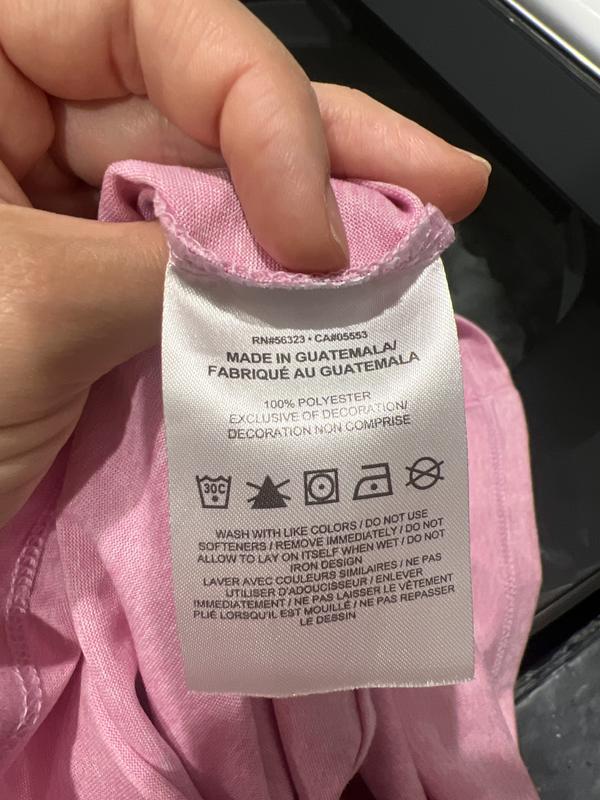 RN#56323 • CA#05553
MADE IN GUATEMALA/
FABRIQUÉ AU GUATEMALA
100% POLYESTER
EXCLUSIVE OF DECORATION/
DECORATION NON COMPRISE
30C
WASH WITH LIKE COLORS / DO NOT USE
SOFTENERS / REMOVE IMMEDIATELY / DO NOT
ALLOW TO LAY ON ITSELF WHEN WET / DO NOT
IRON DESIGN
LAVER AVEC COULEURS SIMILAIRES / NE PAS
UTILISER D'ADOUCISSEUR / ENLEVER
IMMEDIATEMENT / NE PAS LAISSER LE VÊTEMENT
PLIÉ LORSQU'IL EST MOUILLÉ / NE PAS REPASSER
LE DESSIN